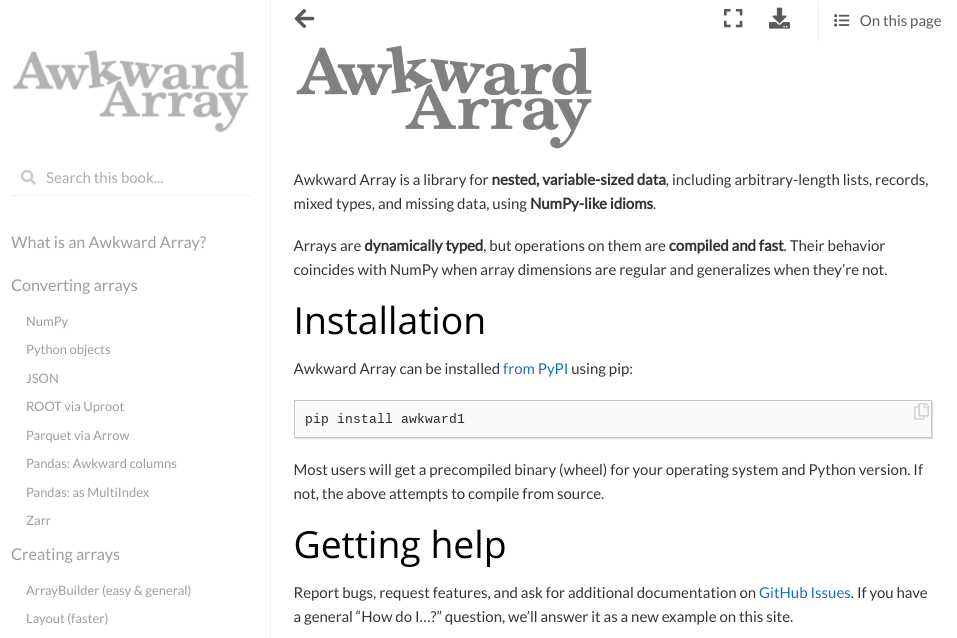 Awkward
Array
Search this book...
What is an Awkward Array?
Converting arrays
NumPy
Python objects
JSON
ROOT via Uproot
Parquet via Arrow
Pandas: Awkward columns
Pandas: as MultiIndex
Zarr
Creating arrays
ArrayBuilder (easy & general)
Layout (faster)
On this page
Awkward
Array
Awkward Array is a library for nested, variable-sized data, including arbitrary-length lists, records,
mixed types, and missing data, using NumPy-like idioms.
Arrays are dynamically typed, but operations on them are compiled and fast. Their behavior
coincides with NumPy when array dimensions are regular and generalizes when they’re not.
Installation
Awkward Array can be installed from PyPI using pip:
pip install awkward1
Most users will get a precompiled binary (wheel) for your operating system and Python version. If
not, the above attempts to compile from source.
Getting help
Report bugs, request features, and ask for additional documentation on GitHub Issues. If you have
a general “How do I…?” question, we’ll answer it as a new example on this site.